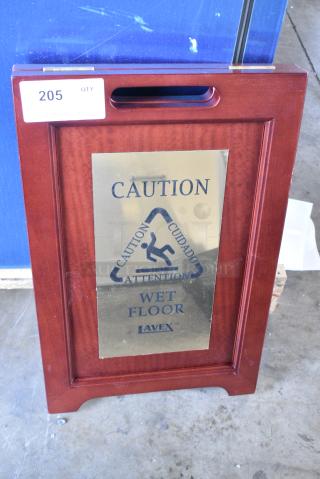 205 QTY
CAUTION
CAUTION
CUIDADO
ATTENTION
WET
FLOOR
LAVEX